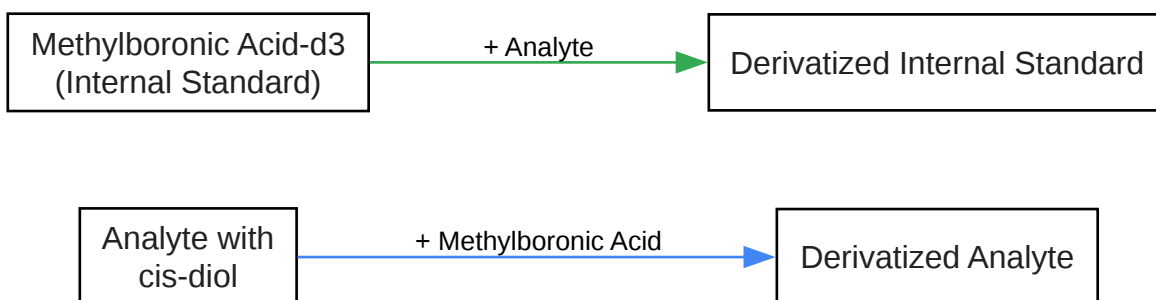 Methylboronic Acid-d3
(Internal Standard)
+ Analyte
Derivatized Internal Standard
Analyte with
cis-diol
+ Methylboronic Acid
Derivatized Analyte